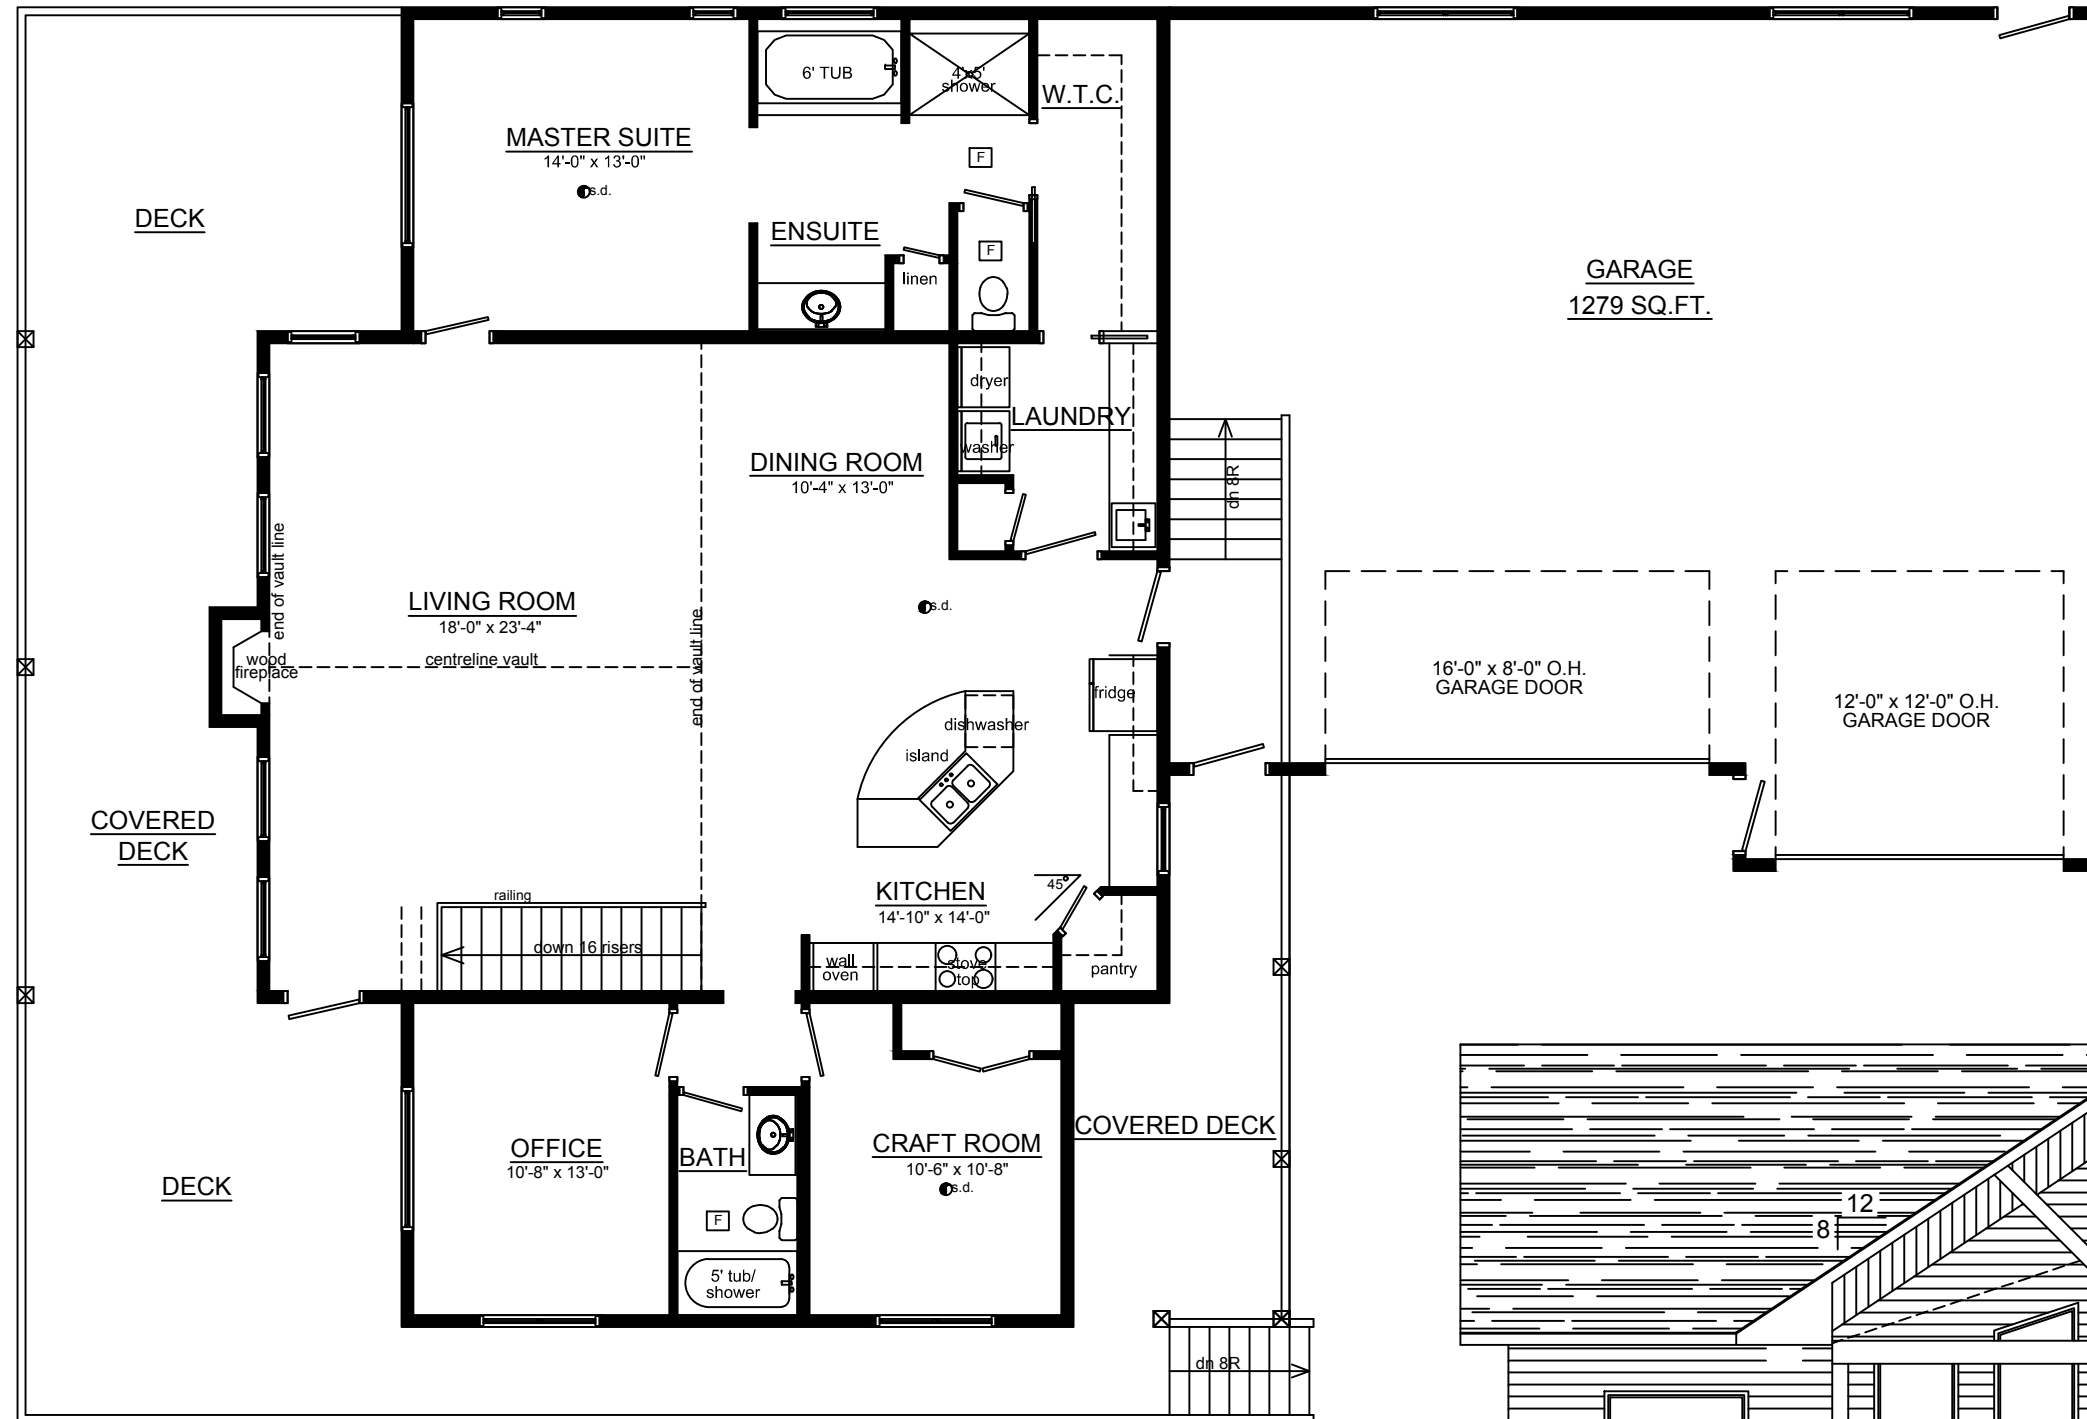 6' TUB
4'x5'
shower
W.T.C.
MASTER SUITE
14'-0" x 13'-0"
s.d.
F
DECK
ENSUITE
F
linen
GARAGE
1279 SQ.FT.
dryer
LAUNDRY
washer
DINING ROOM
10'-4" x 13'-0"
dn 8R
end of vault line
LIVING ROOM
18'-0" x 23'-4"
s.d.
wood
fireplace
centreline vault
end of vault line
fridge
16'-0" x 8'-0" O.H.
GARAGE DOOR
12'-0" x 12'-0" O.H.
GARAGE DOOR
dishwasher
island
COVERED
DECK
KITCHEN
14'-10" x 14'-0"
45°
railing
down 16 risers
wall
oven
stove
top
pantry
OFFICE
10'-8" x 13'-0"
BATH
CRAFT ROOM
10'-6" x 10'-8"
s.d.
COVERED DECK
DECK
F
5' tub/
shower
12
8
dn 8R